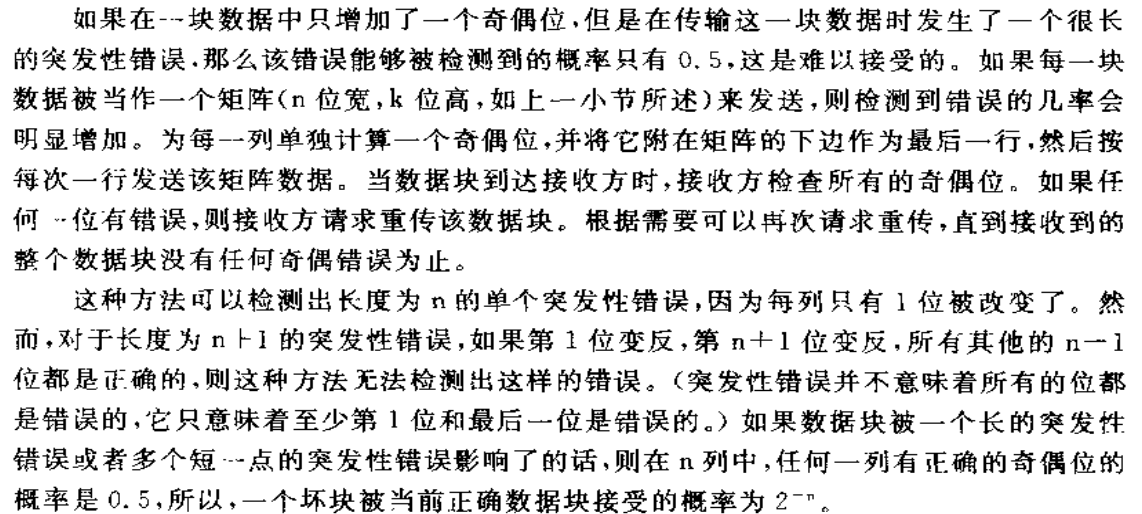 如果在一块数据中只增加了一个奇偶位,但是在传输这一块数据时发生了一个很长
的突发性错误,那么该错误能够被检测到的概率只有 0.5,这是难以接受的。如果每一块
数据被当作一个矩阵(n 位宽,k 位高,如上一小节所述)来发送,则检测到错误的几率会
明显增加。为每一列单独计算一个奇偶位,并将它附在矩阵的下边作为最后一行,然后按
每次一行发送该矩阵数据。当数据块到达接收方时,接收方检查所有的奇偶位。如果任
何一位有错误,则接收方请求重传该数据块。根据需要可以再次请求重传,直到接收到的
整个数据块没有任何奇偶错误为止。
这种方法可以检测出长度为 n 的单个突发性错误,因为每列只有 1 位被改变了。然
而,对于长度为 n+1 的突发性错误,如果第 1 位变反,第 n+1 位变反,所有其他的 n-1
位都是正确的,则这种方法无法检测出这样的错误。(突发性错误并不意味着所有的位都
是错误的,它只意味着至少第 1 位和最后一位是错误的。)如果数据块被一个长的突发性
错误或者多个短一点的突发性错误影响了的话,则在 n 列中,任何一列有正确的奇偶位的
概率是 0.5,所以,一个坏块被当前正确数据块接受的概率为 2⁻ⁿ。